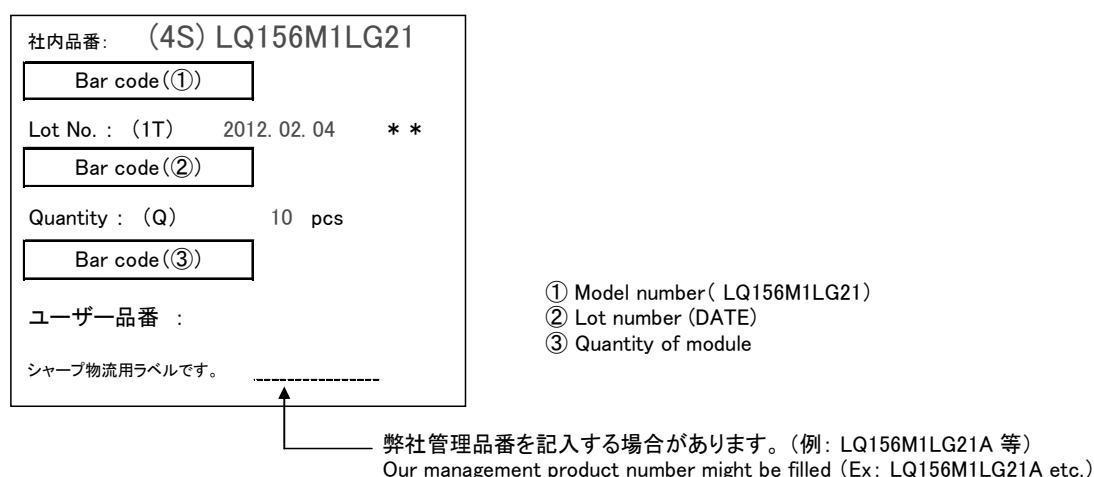 社内品番: (4S) LQ156M1LG21
Bar code(①)
Lot No. : (1T) 2012. 02. 04 * *
Bar code(②)
Quantity : (Q) 10 pcs
Bar code(③)
ユーザー品番 :
シャープ物流用ラベルです。
① Model number( LQ156M1LG21)
② Lot number (DATE)
③ Quantity of module
弊社管理品番を記入する場合があります。(例: LQ156M1LG21A 等)
Our management product number might be filled (Ex: LQ156M1LG21A etc.)